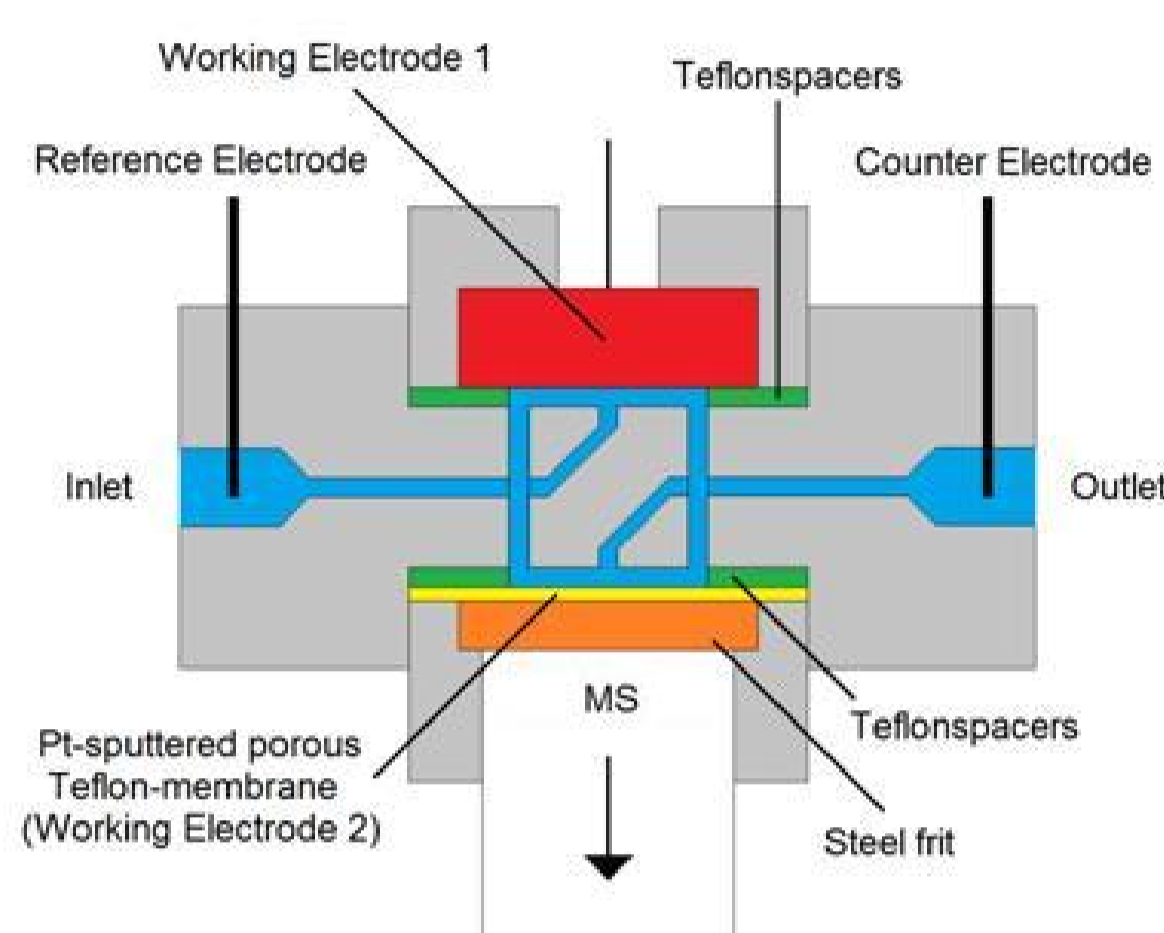 Working Electrode 1
Teflonspacers
Reference Electrode
Counter Electrode
Inlet
Outlet
MS
Pt-sputtered porous
Teflon-membrane
(Working Electrode 2)
Teflonspacers
Steel frit